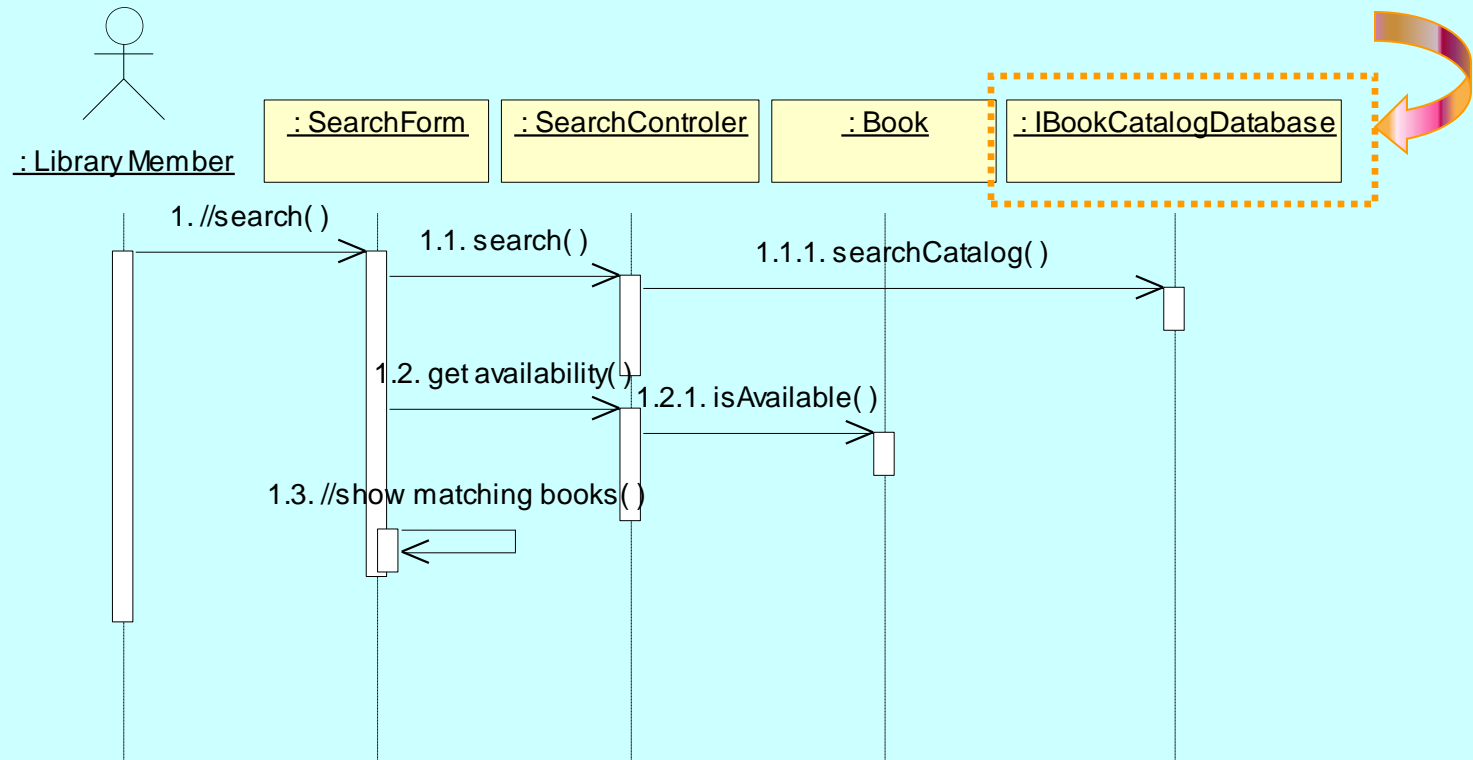 : SearchForm
: SearchControler
: Book
: IBookCatalogDatabase
: Library Member
1. //search( )
1.1. search( )
1.1.1. searchCatalog( )
1.2. get availability( )
1.2.1. isAvailable( )
1.3. //show matching books( )